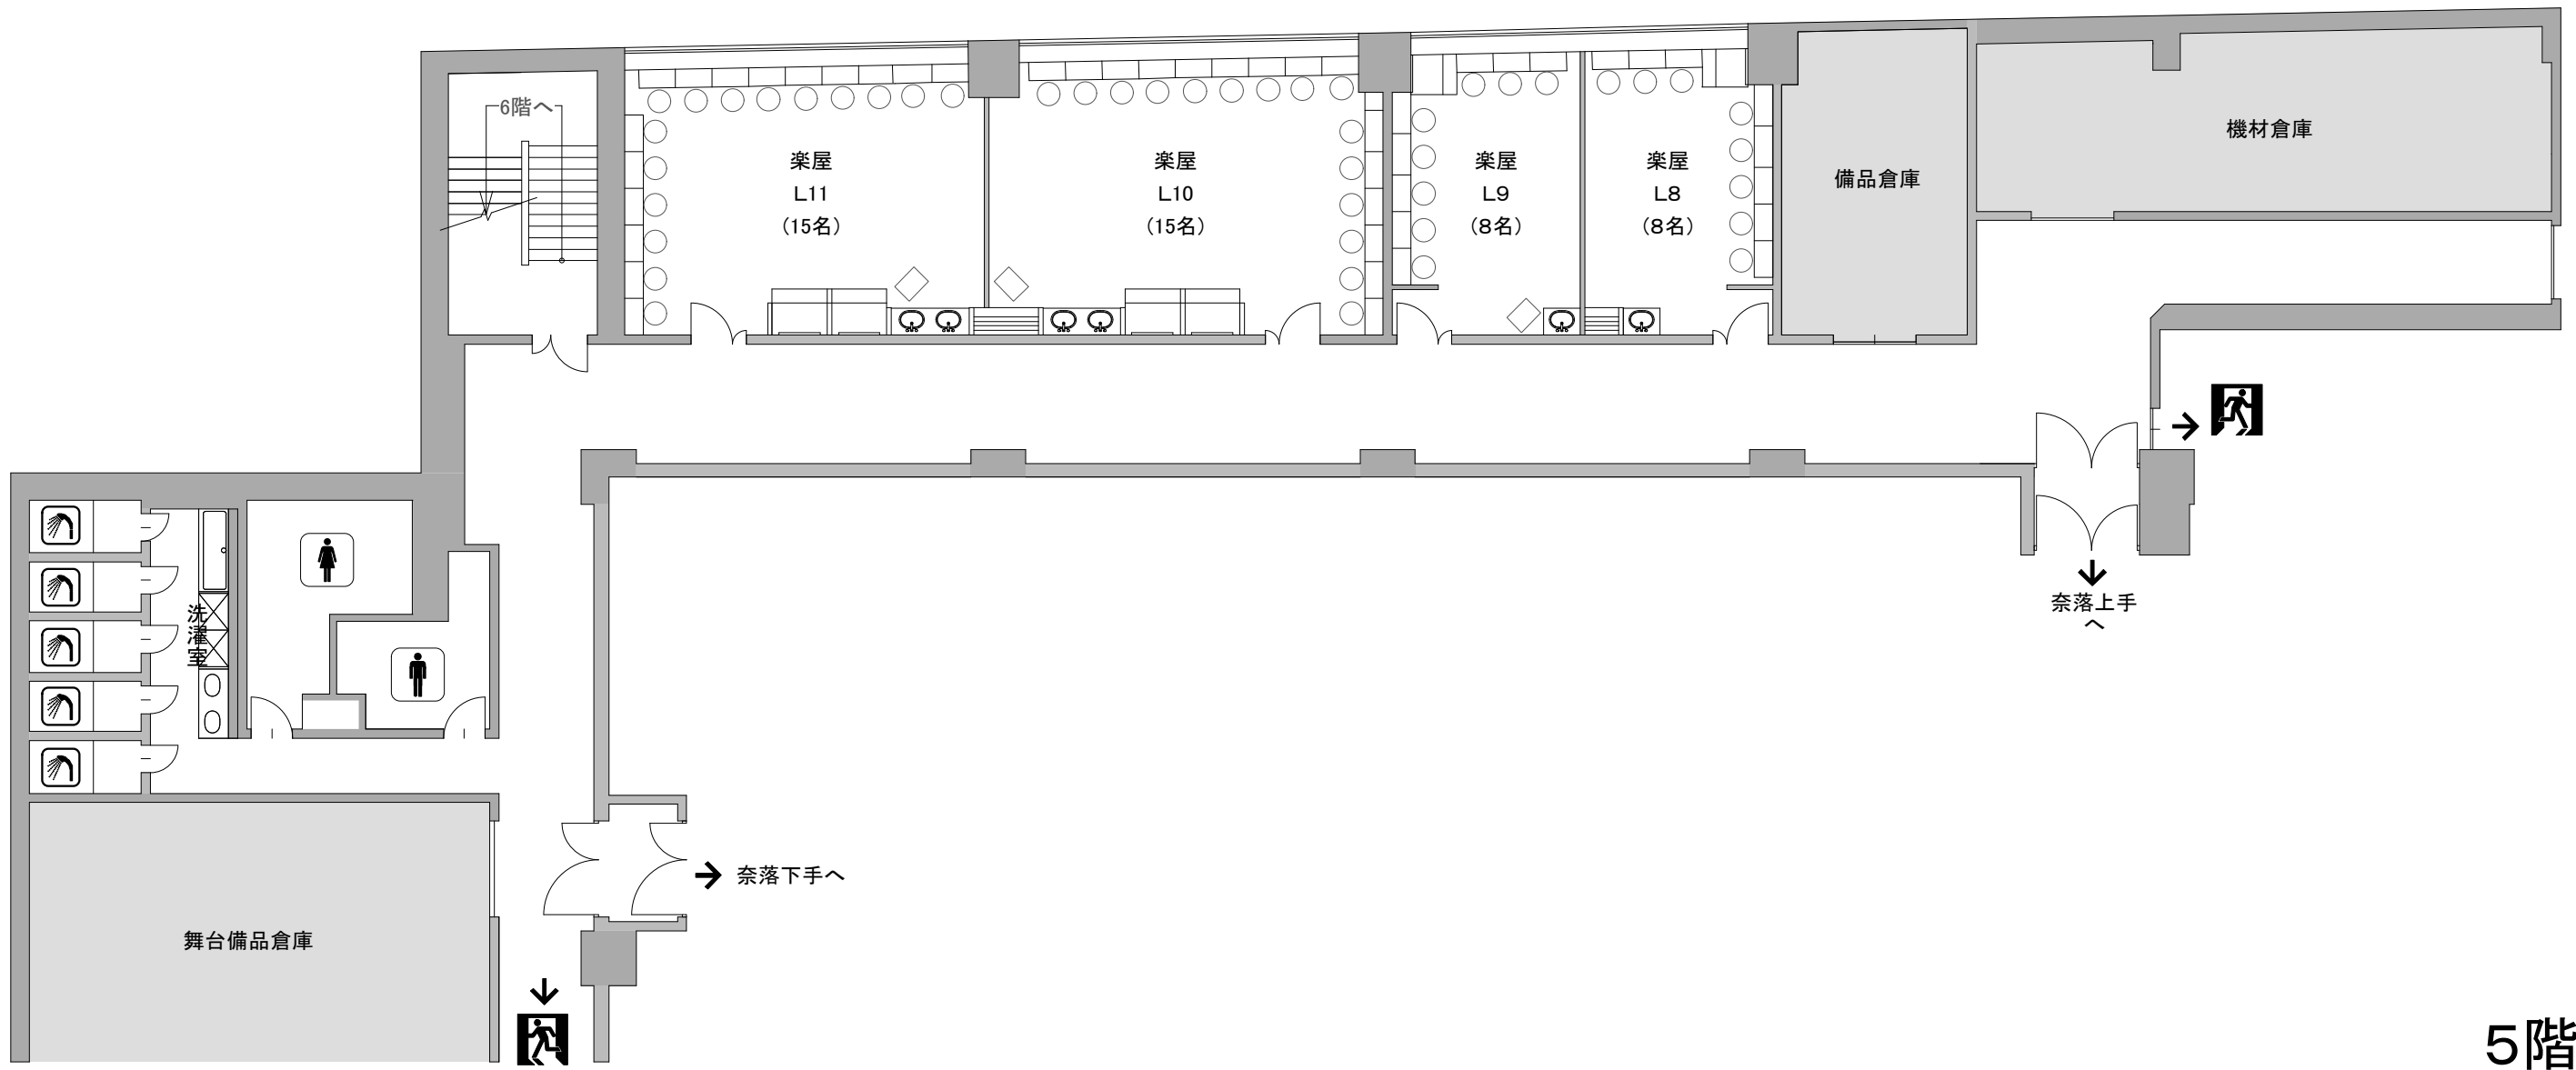 6階へ
楽屋
L11
（15名）
楽屋
L10
（15名）
楽屋
L9
（8名）
楽屋
L8
（8名）
備品倉庫
機材倉庫
洗濯室
奈落上手
へ
奈落下手へ
舞台備品倉庫
5階